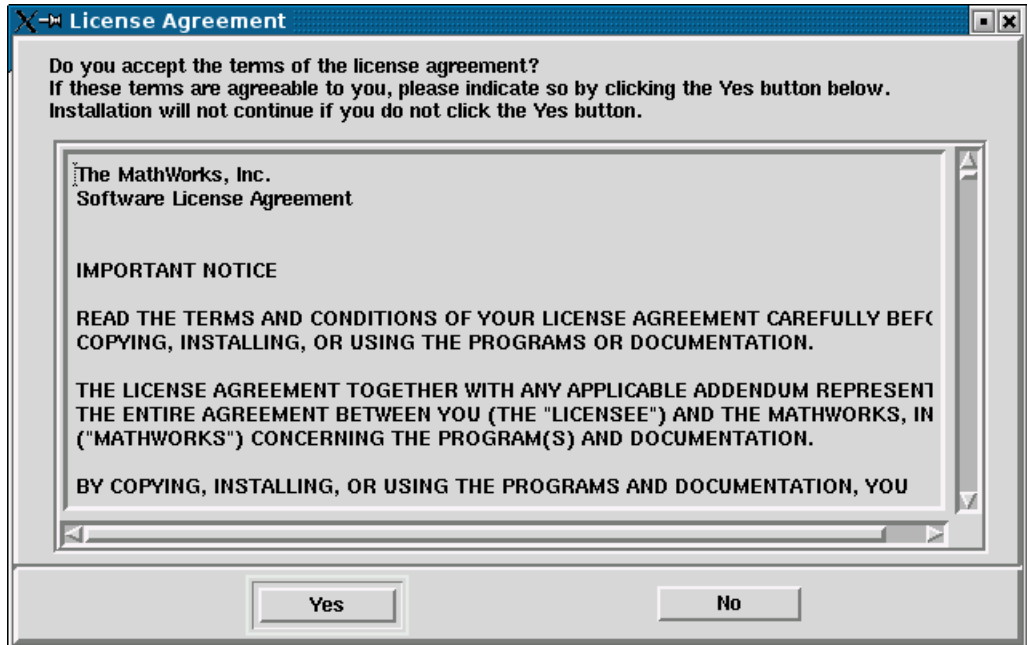 License Agreement
Do you accept the terms of the license agreement?
If these terms are agreeable to you, please indicate so by clicking the Yes button below.
Installation will not continue if you do not click the Yes button.
The MathWorks, Inc.
Software License Agreement
IMPORTANT NOTICE
READ THE TERMS AND CONDITIONS OF YOUR LICENSE AGREEMENT CAREFULLY
COPYING, INSTALLING, OR USING THE PROGRAMS OR DOCUMENTATION.
THE LICENSE AGREEMENT TOGETHER WITH ANY APPLICABLE ADDENDUM REPRESENT
THE ENTIRE AGREEMENT BETWEEN YOU (THE "LICENSEE") AND THE MATHWORKS, IN
("MATHWORKS") CONCERNING THE PROGRAM(S) AND DOCUMENTATION.
BY COPYING, INSTALLING, OR USING THE PROGRAMS AND DOCUMENTATION, YOU
Yes
No